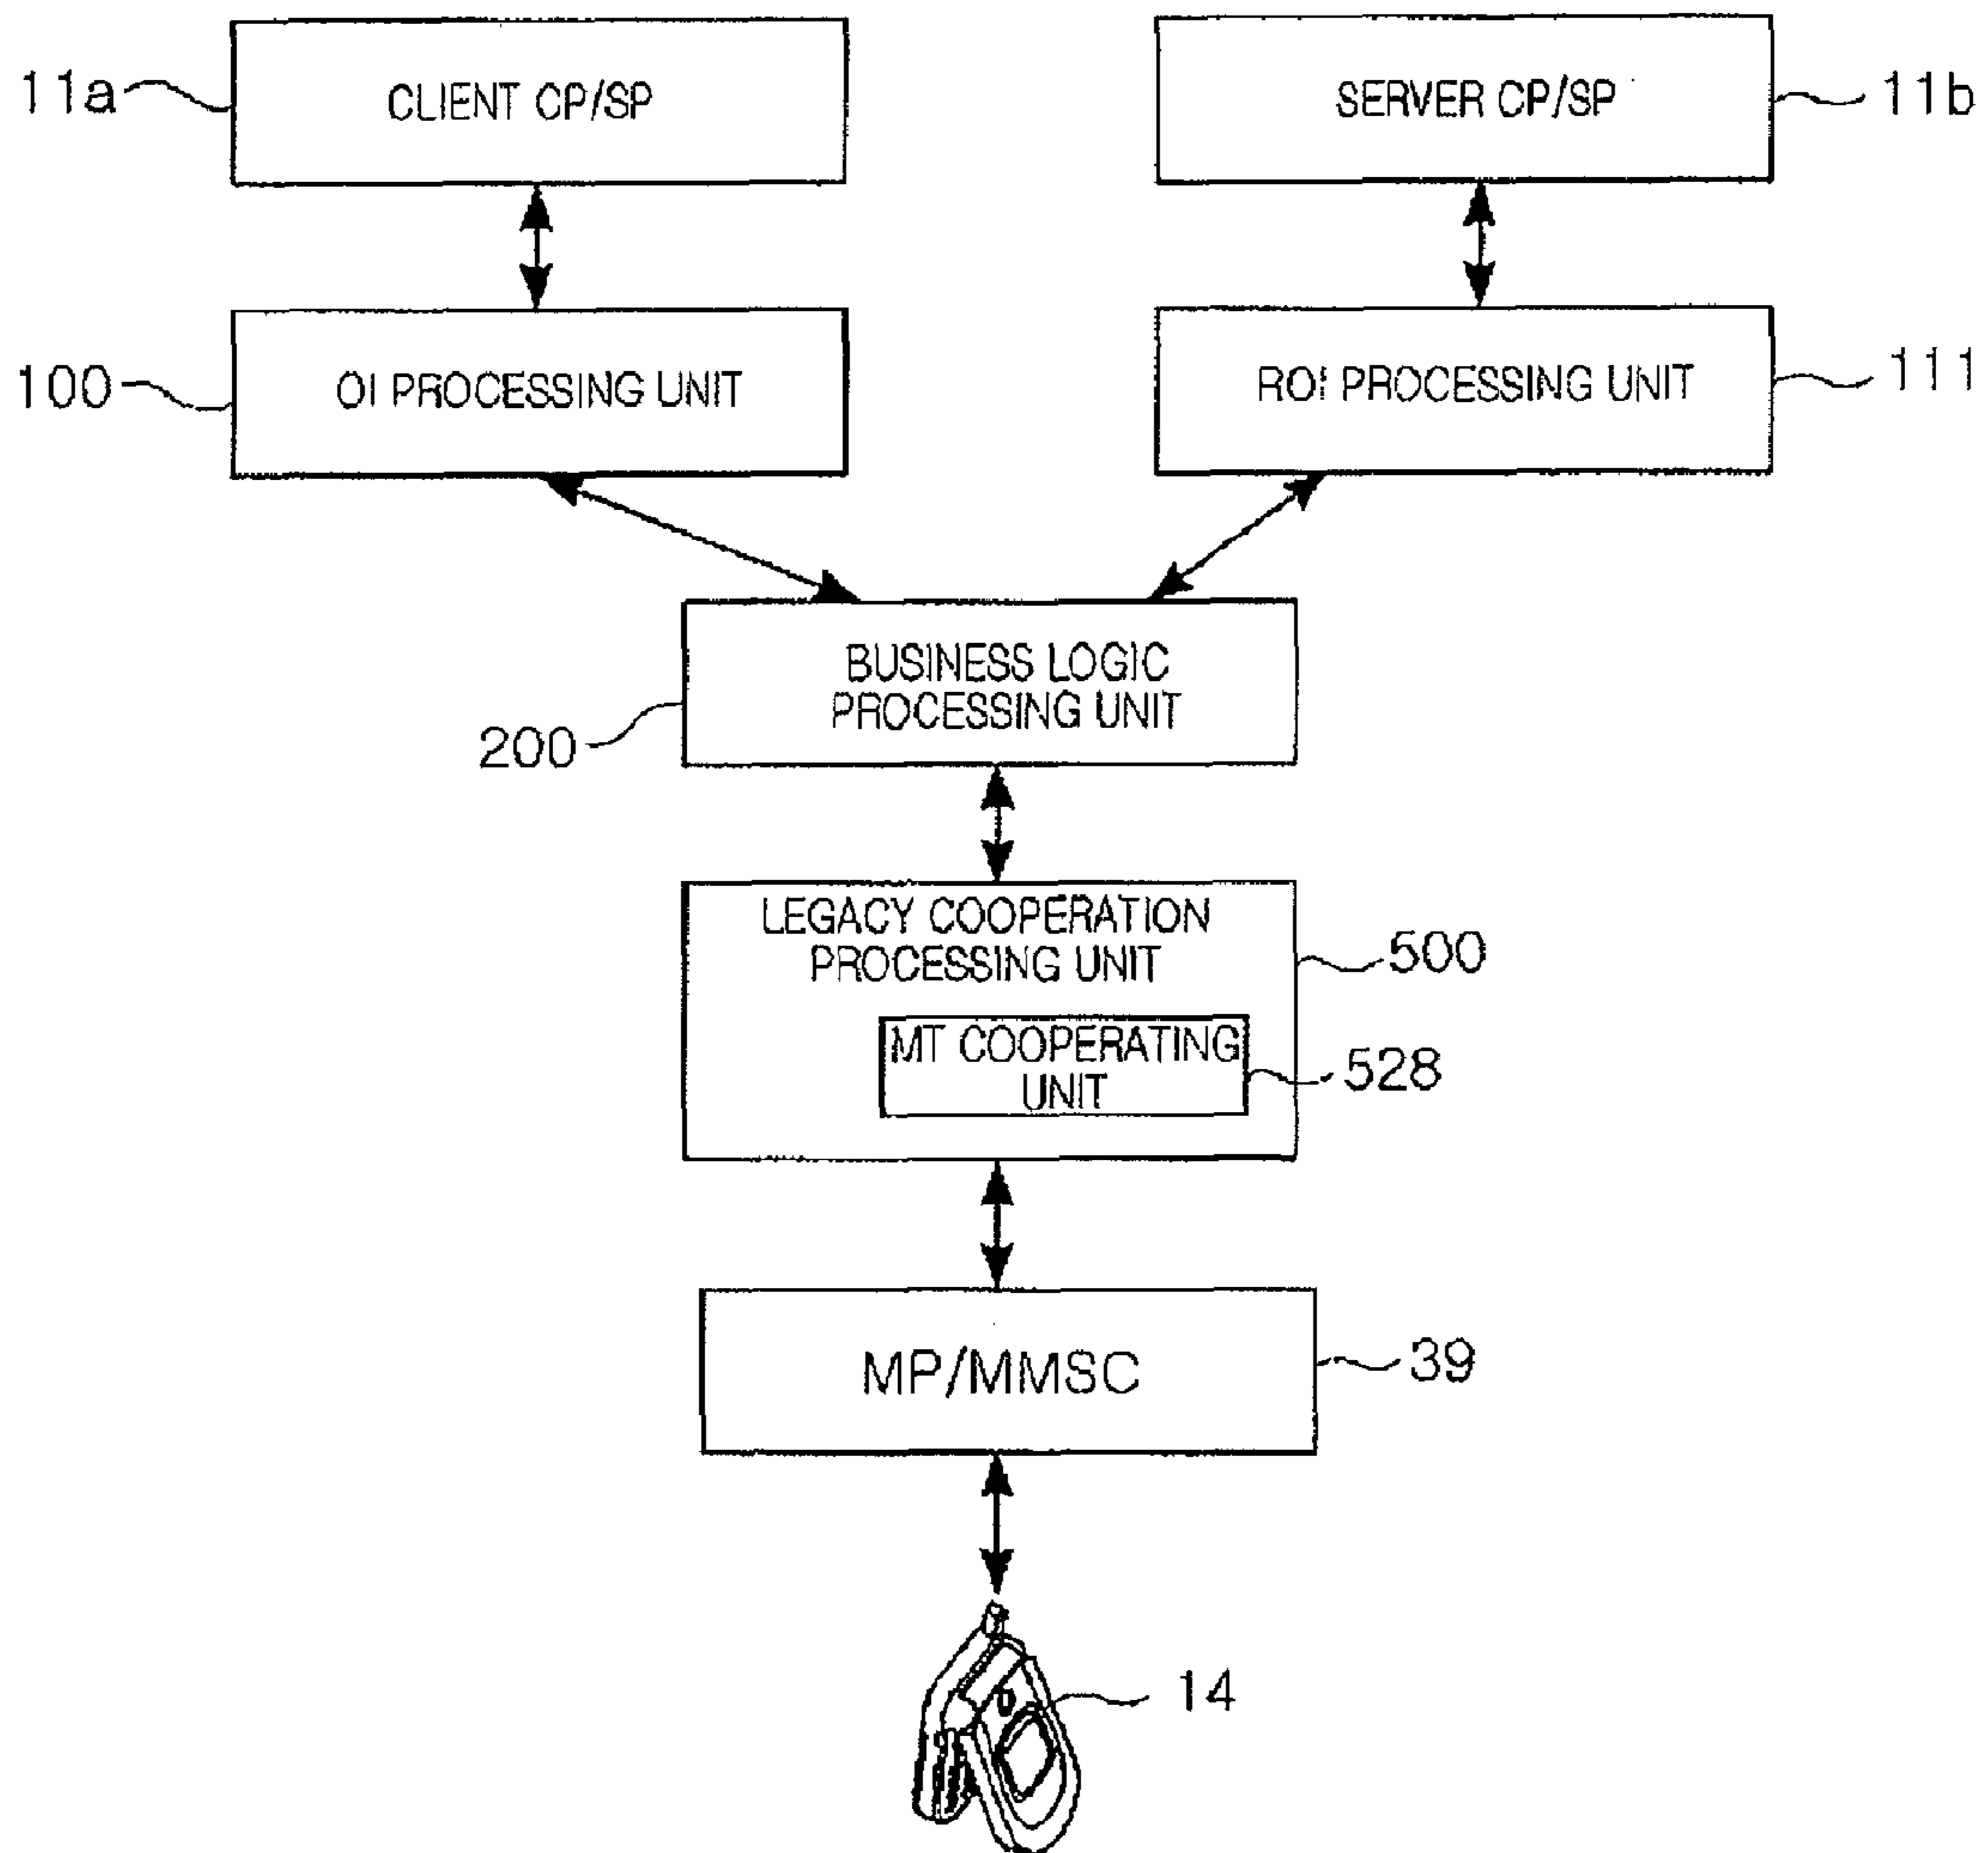 11a
CLIENT CP/SP
SERVER CP/SP
11b
100
OI PROCESSING UNIT
ROI PROCESSING UNIT
111
BUSINESS LOGIC
PROCESSING UNIT
200
LEGACY COOPERATION
PROCESSING UNIT
500
MT COOPERATING
UNIT
528
MP/MMSC
39
14